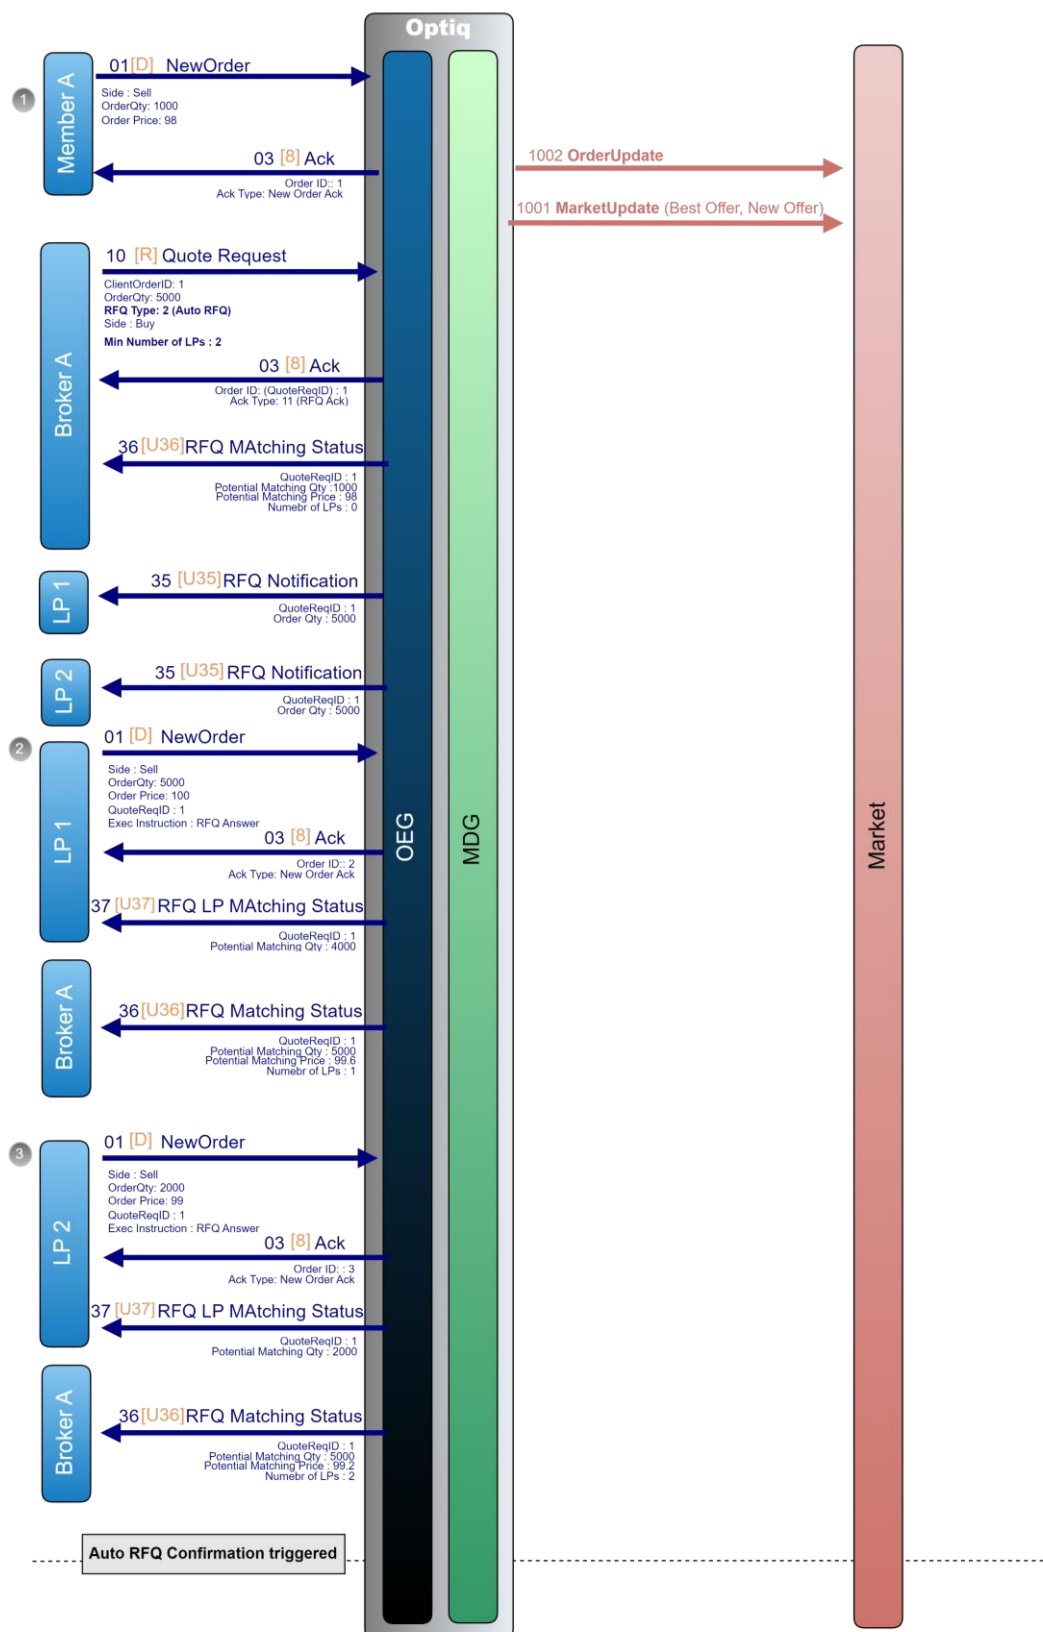 Optiq
1
Member A
01 [D] NewOrder
Side : Sell
OrderQty: 1000
Order Price: 98
03 [8] Ack
Order ID:: 1
Ack Type: New Order Ack
1002 OrderUpdate
1001 MarketUpdate (Best Offer, New Offer)
Broker A
10 [R] Quote Request
ClientOrderID: 1
OrderQty: 5000
RFQ Type: 2 (Auto RFQ)
Side : Buy
Min Number of LPs : 2
03 [8] Ack
Order ID: (QuoteReqID) : 1
Ack Type: 11 (RFQ Ack)
36 [U36] RFQ MAtching Status
QuoteReqID : 1
Potential Matching Qty :1000
Potential Matching Price : 98
Numebr of LPs : 0
LP 1
35 [U35] RFQ Notification
QuoteReqID : 1
Order Qty : 5000
LP 2
35 [U35] RFQ Notification
QuoteReqID : 1
Order Qty : 5000
2
LP 1
01 [D] NewOrder
Side : Sell
OrderQty: 5000
Order Price: 100
QuoteReqID : 1
Exec Instruction : RFQ Answer
03 [8] Ack
Order ID:: 2
Ack Type: New Order Ack
37 [U37] RFQ LP MAtching Status
QuoteReqID : 1
Potential Matching Qty : 4000
OEG
MDG
Market
Broker A
36 [U36] RFQ Matching Status
QuoteReqID : 1
Potential Matching Qty : 5000
Potential Matching Price : 99.6
Numebr of LPs : 1
3
LP 2
01 [D] NewOrder
Side : Sell
OrderQty: 2000
Order Price: 99
QuoteReqID : 1
Exec Instruction : RFQ Answer
03 [8] Ack
Order ID: : 3
Ack Type: New Order Ack
37 [U37] RFQ LP MAtching Status
QuoteReqID : 1
Potential Matching Qty : 2000
Broker A
36 [U36] RFQ Matching Status
QuoteReqID : 1
Potential Matching Qty : 5000
Potential Matching Price : 99.2
Numebr of LPs : 2
Auto RFQ Confirmation triggered